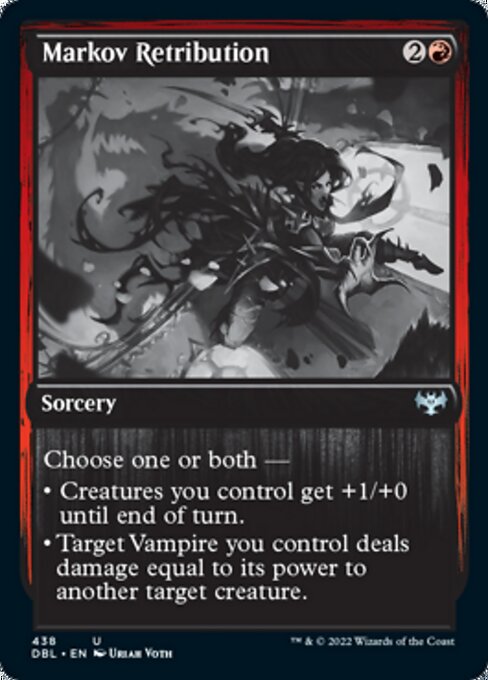 Markov Retribution 2
Sorcery
Choose one or both —
• Creatures you control get +1/+0
until end of turn.
• Target Vampire you control deals
damage equal to its power to
another target creature.
438 U
DBL • EN Uriah Voth
™ & © 2022 Wizards of the Coast